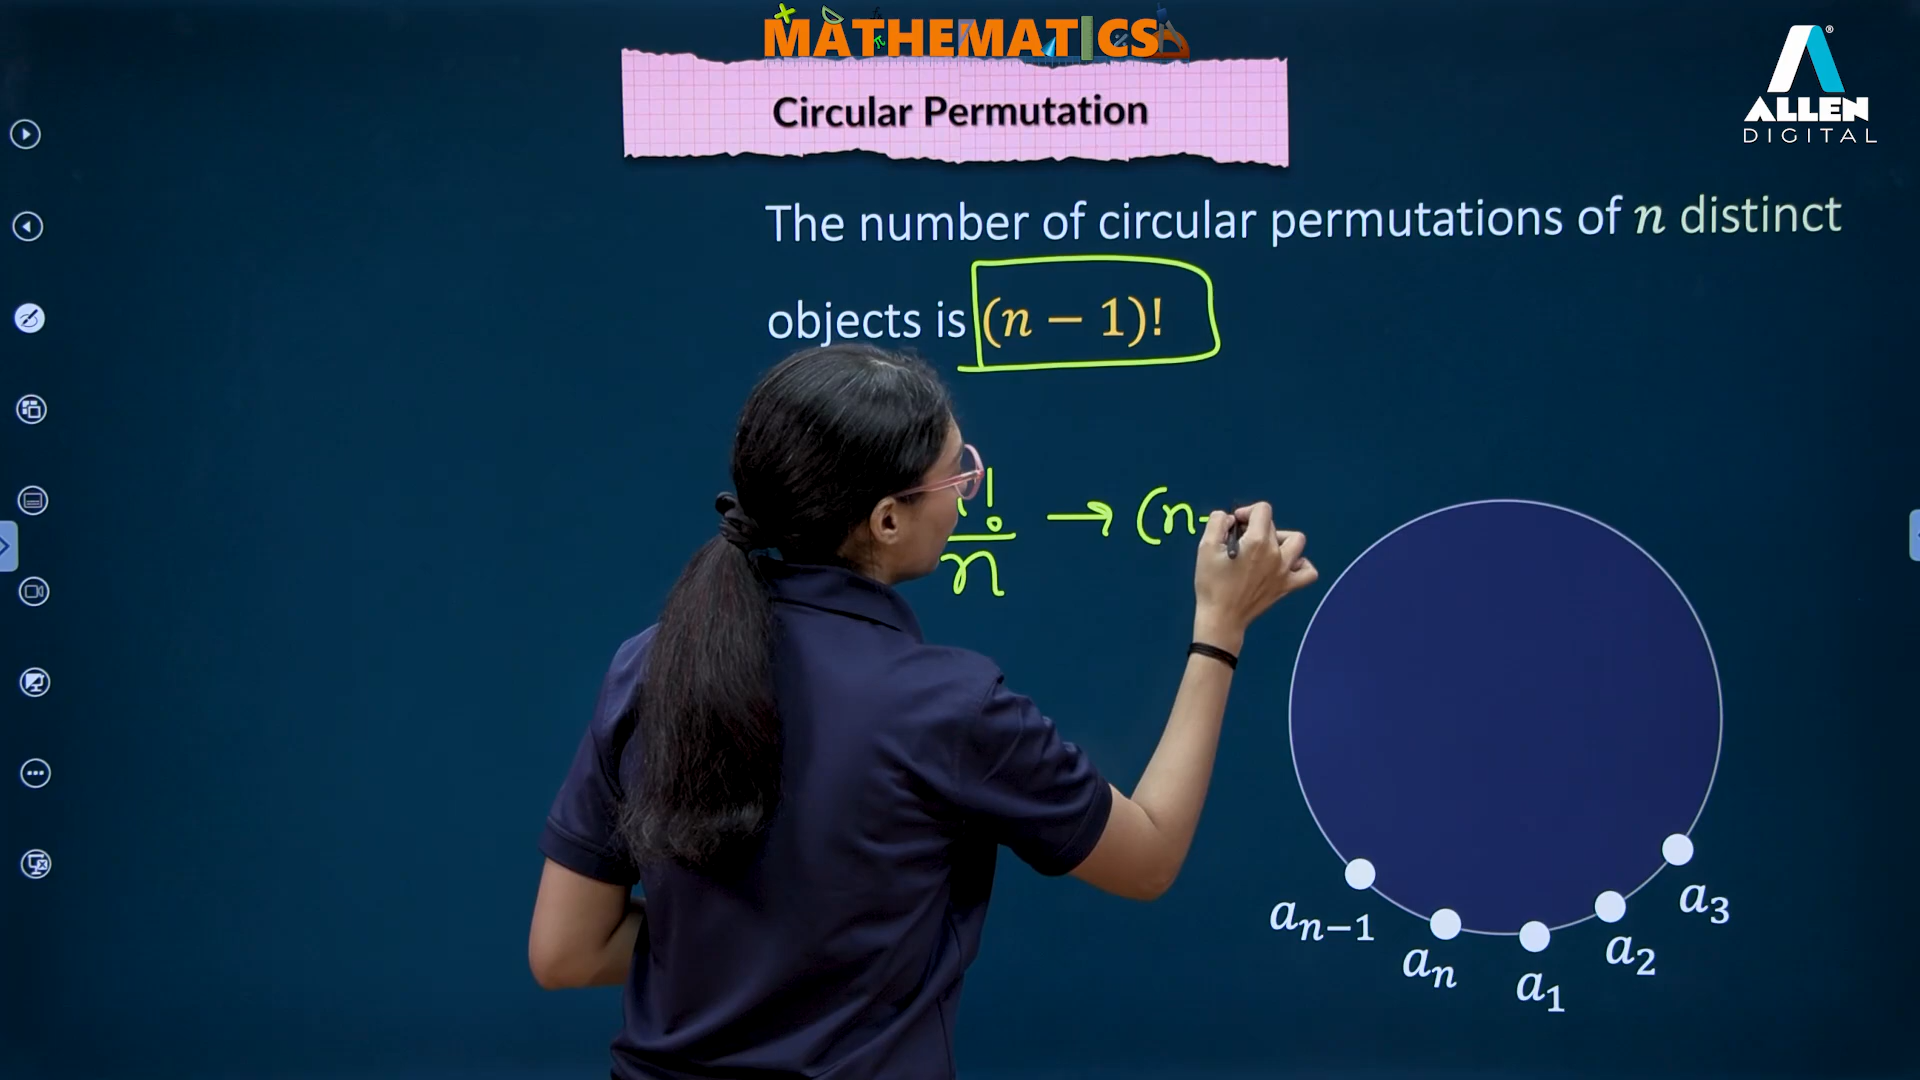 MATHEMATICS
ALLEN
DIGITAL
Circular Permutation
The number of circular permutations of n distinct
objects is (n − 1)!
!
n
→ (n-
aₙ₋₁
aₙ
a₁
a₂
a₃